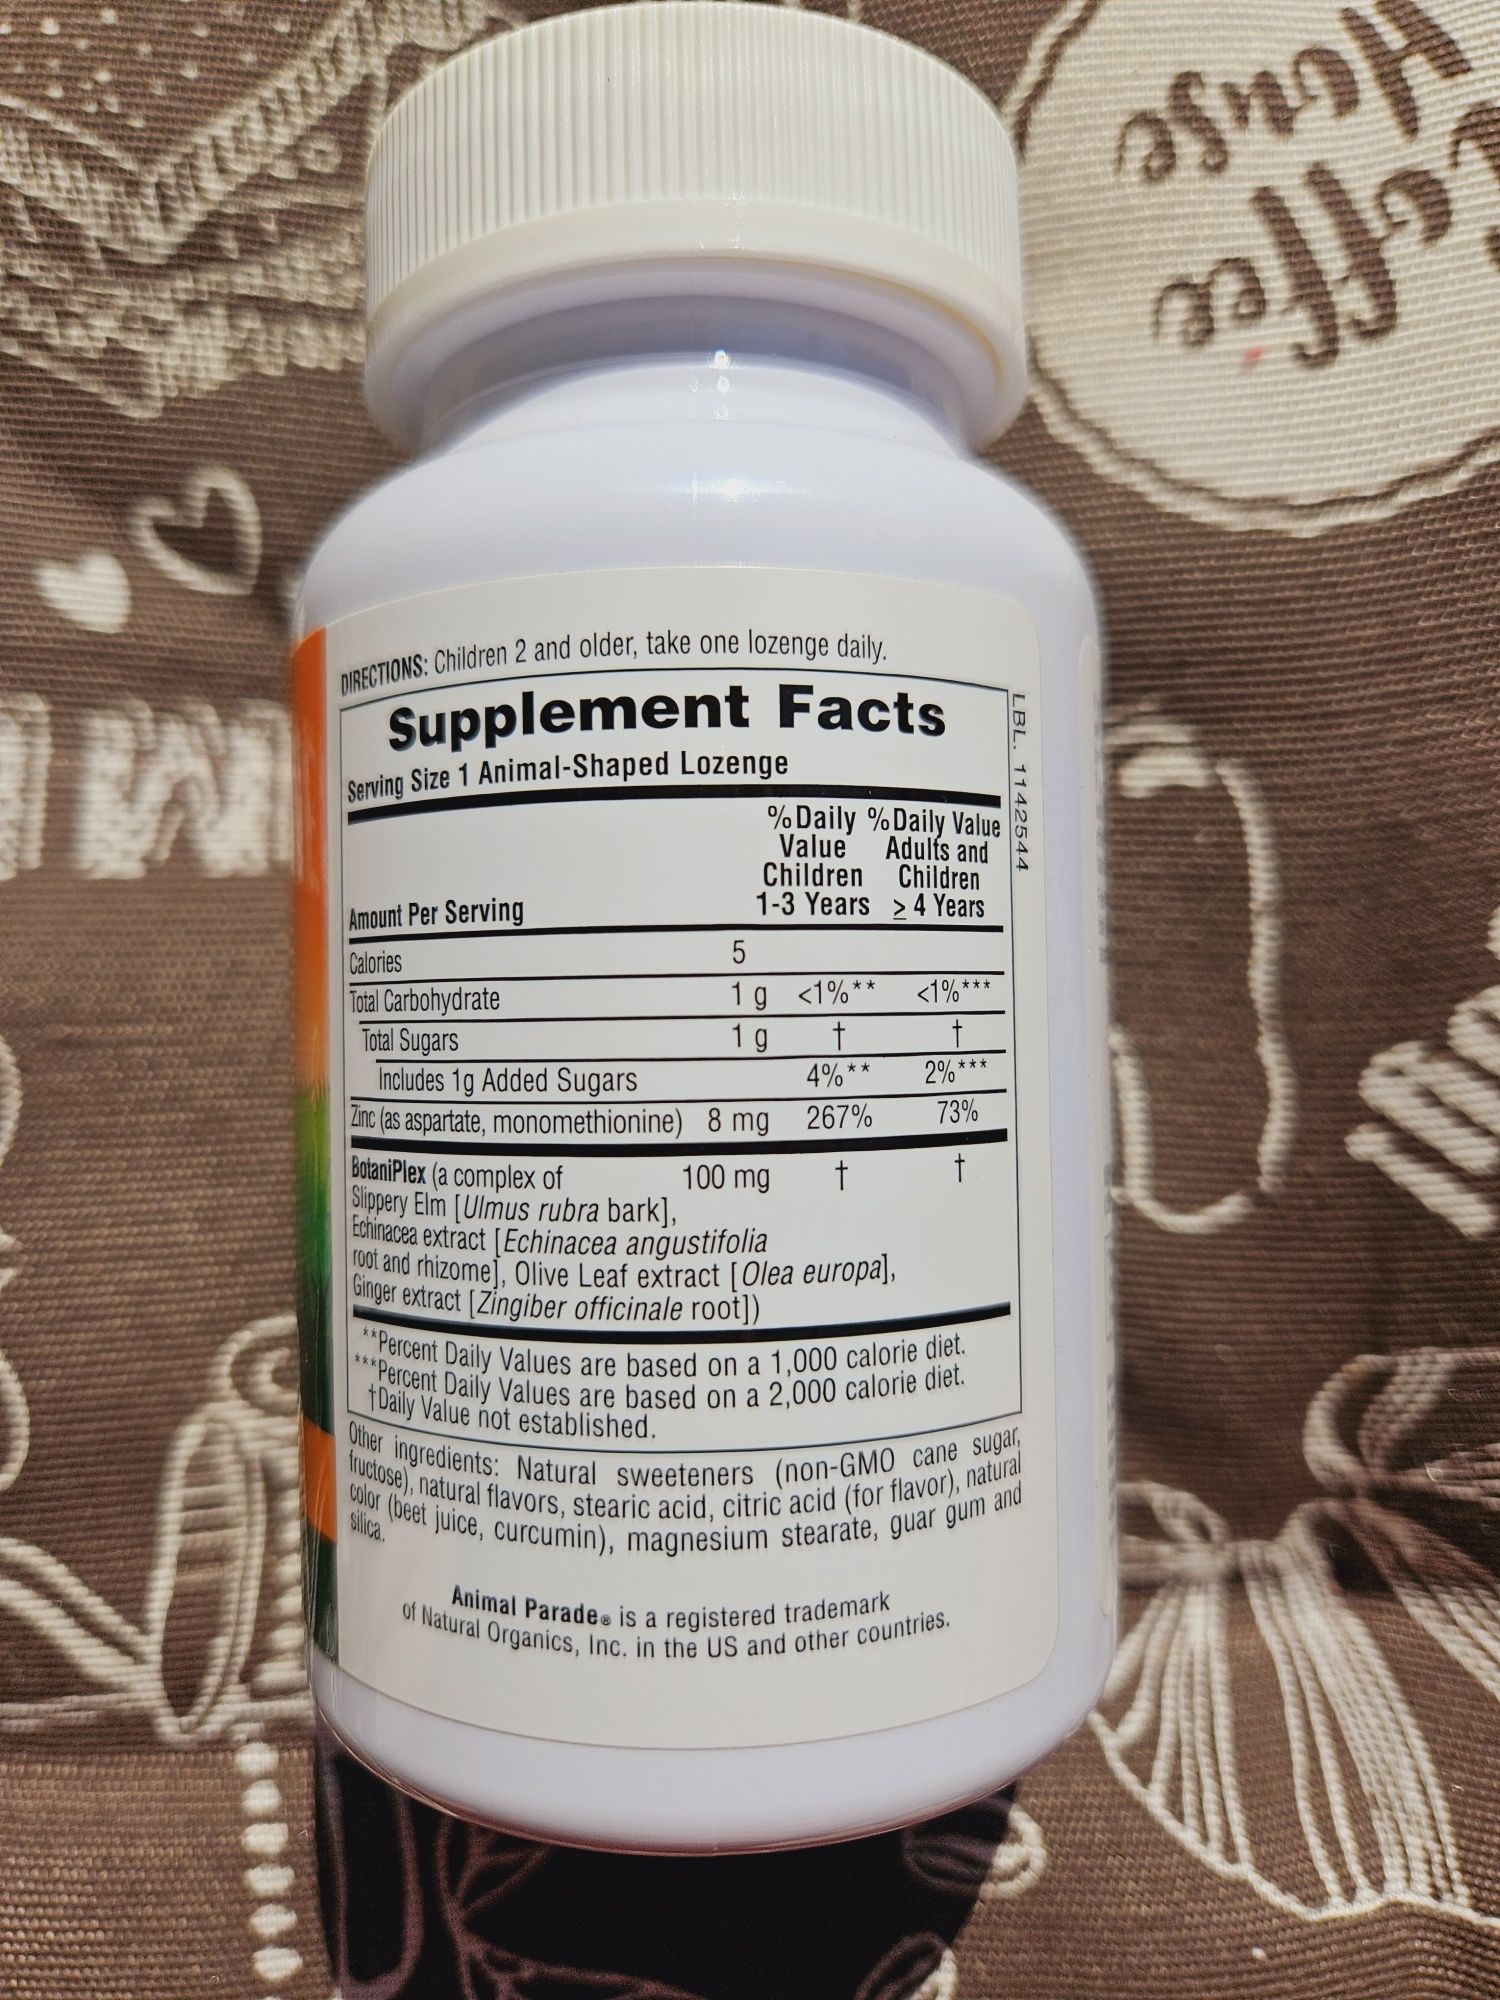 Coffee
House
DIRECTIONS: Children 2 and older, take one lozenge daily.
Supplement Facts
Serving Size 1 Animal-Shaped Lozenge
Amount Per Serving
%Daily Value Children 1-3 Years
%Daily Value Adults and Children ≥ 4 Years
Calories 5
Total Carbohydrate 1 g <1%** <1%***
Total Sugars 1 g † †
Includes 1g Added Sugars 4%** 2%***
Zinc (as aspartate, monomethionine) 8 mg 267% 73%
BotaniPlex (a complex of 100 mg † †
Slippery Elm [Ulmus rubra bark],
Echinacea extract [Echinacea angustifolia
root and rhizome], Olive Leaf extract [Olea europa],
Ginger extract [Zingiber officinale root])
**Percent Daily Values are based on a 1,000 calorie diet.
***Percent Daily Values are based on a 2,000 calorie diet.
†Daily Value not established.
Other ingredients: Natural sweeteners (non-GMO cane sugar,
fructose), natural flavors, stearic acid, citric acid (for flavor), natural
color (beet juice, curcumin), magnesium stearate, guar gum and
silica.
Animal Parade® is a registered trademark
of Natural Organics, Inc. in the US and other countries.
LBL. 1142544